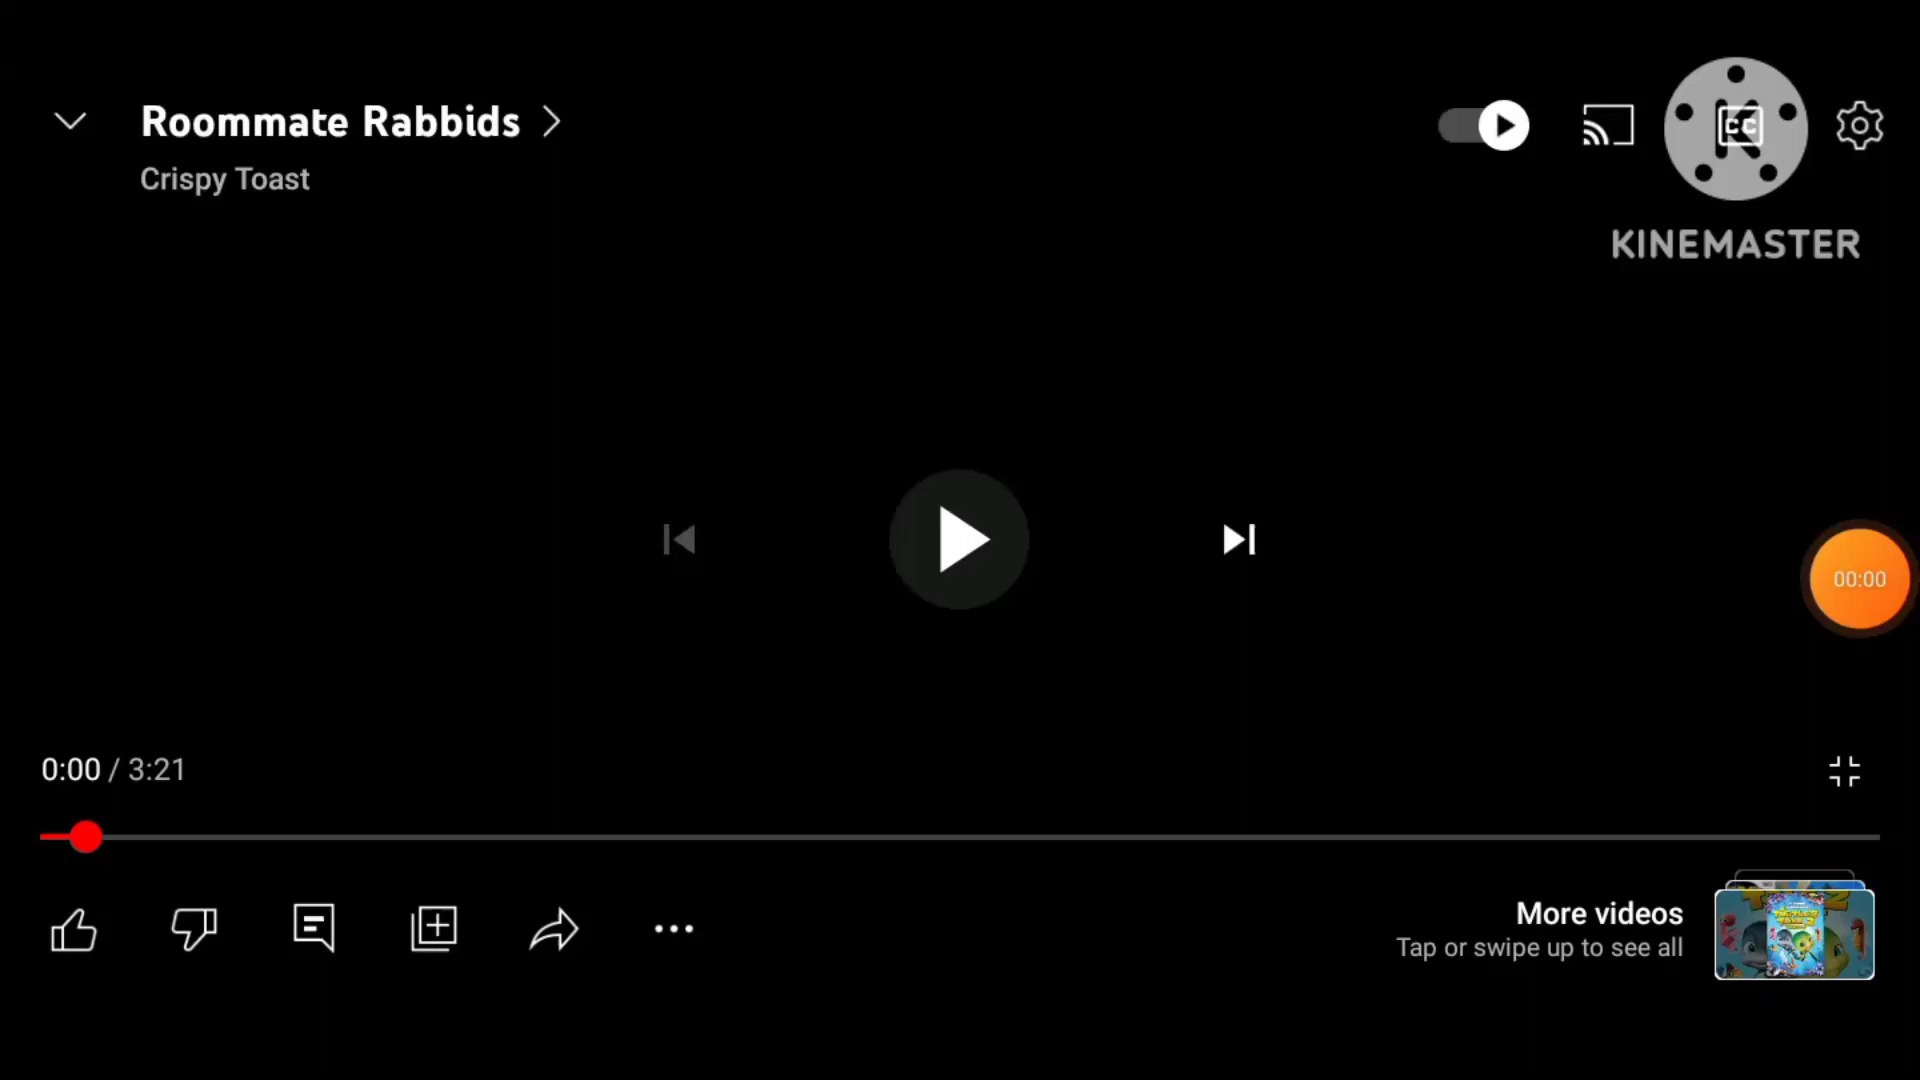 Roommate Rabbids
Crispy Toast
CC
KINEMASTER
00:00
0:00 / 3:21
More videos
Tap or swipe up to see all